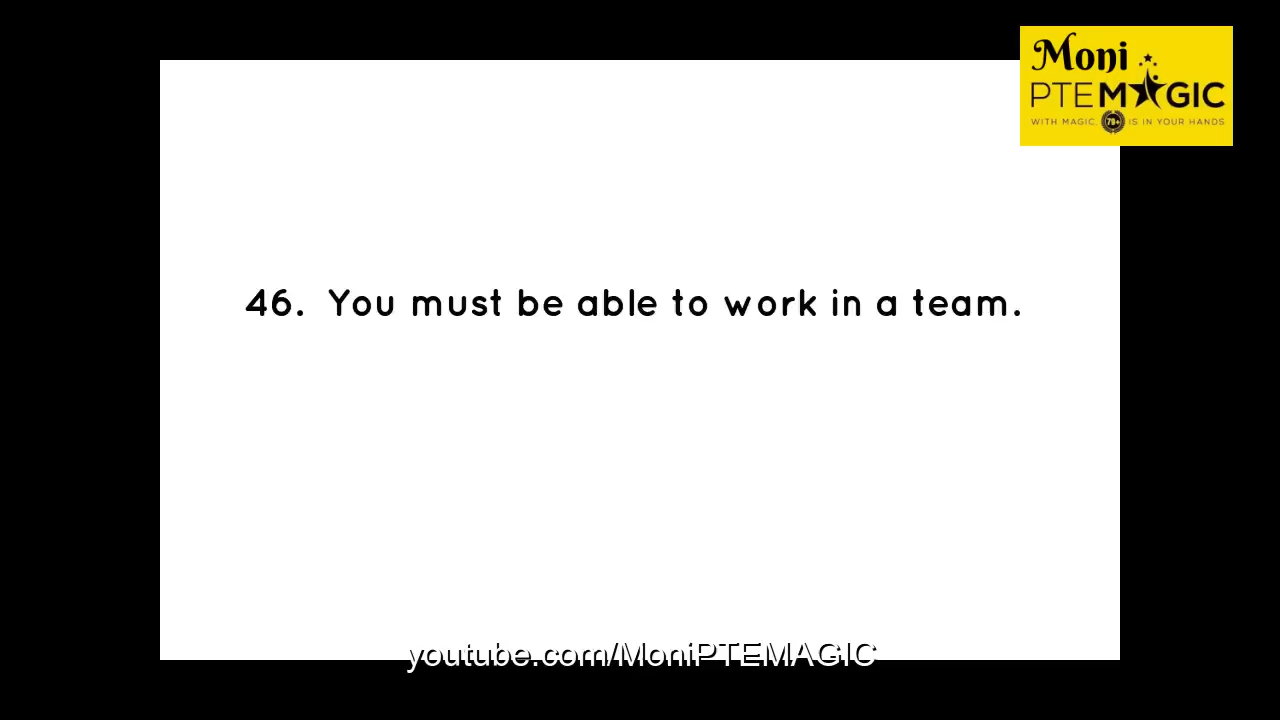 Moni
PTEMAGIC
WITH MAGIC, 79+ IS IN YOUR HANDS
46. You must be able to work in a team.
youtube.com/MoniPTEMAGIC